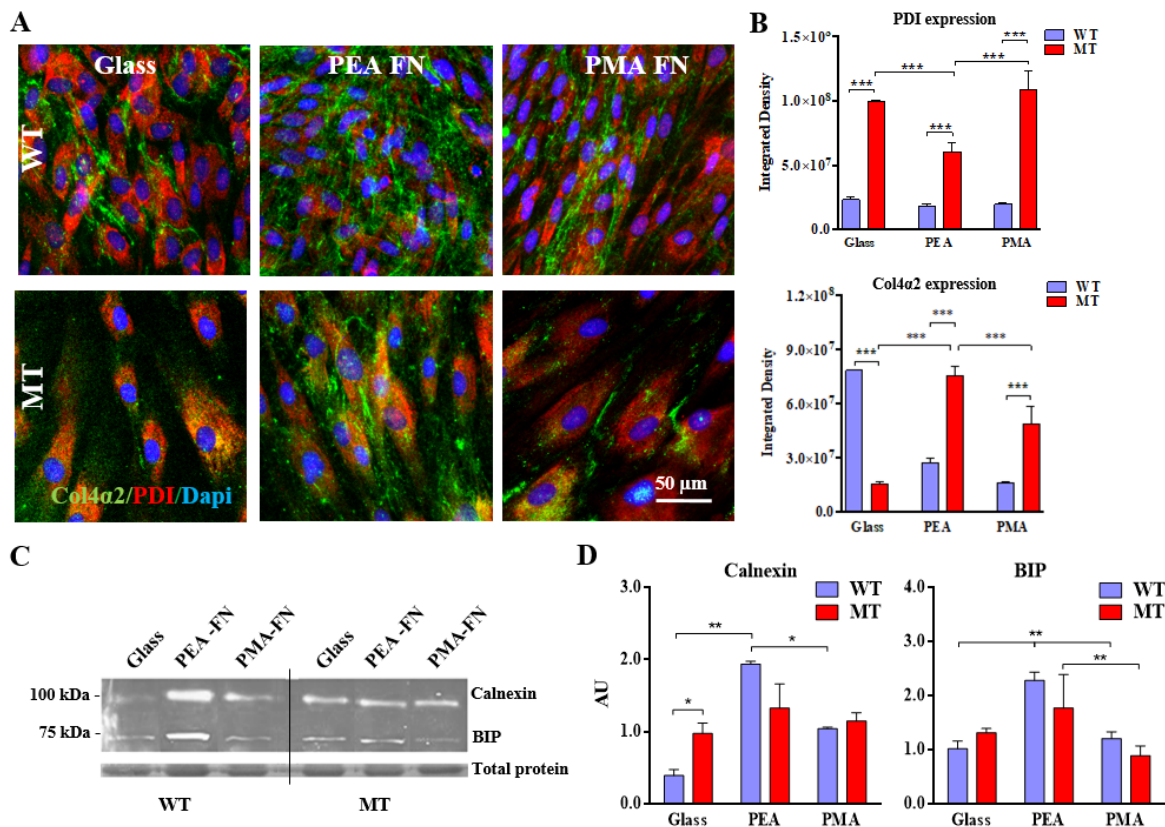 A
Glass
PEA FN
PMA FN
WT
MT
Col4α2/PDI/Dapi
50 µm
B
PDI expression
WT
MT
Integrated Density
1.5×10⁸
1.0×10⁸
5.0×10⁷
0.0
***
***
***
***
***
Glass
PEA
PMA
Col4α2 expression
WT
MT
Integrated Density
1.2×10⁸
9.0×10⁷
6.0×10⁷
3.0×10⁷
0.0
***
***
***
***
***
Glass
PEA
PMA
C
Glass
PEA -FN
PMA-FN
Glass
PEA -FN
PMA-FN
100 kDa -
75 kDa -
Calnexin
BIP
Total protein
WT
MT
D
Calnexin
WT
MT
AU
3.0
2.0
1.0
0.0
**
*
*
Glass
PEA
PMA
BIP
WT
MT
4.0
3.0
2.0
1.0
0.0
**
**
Glass
PEA
PMA